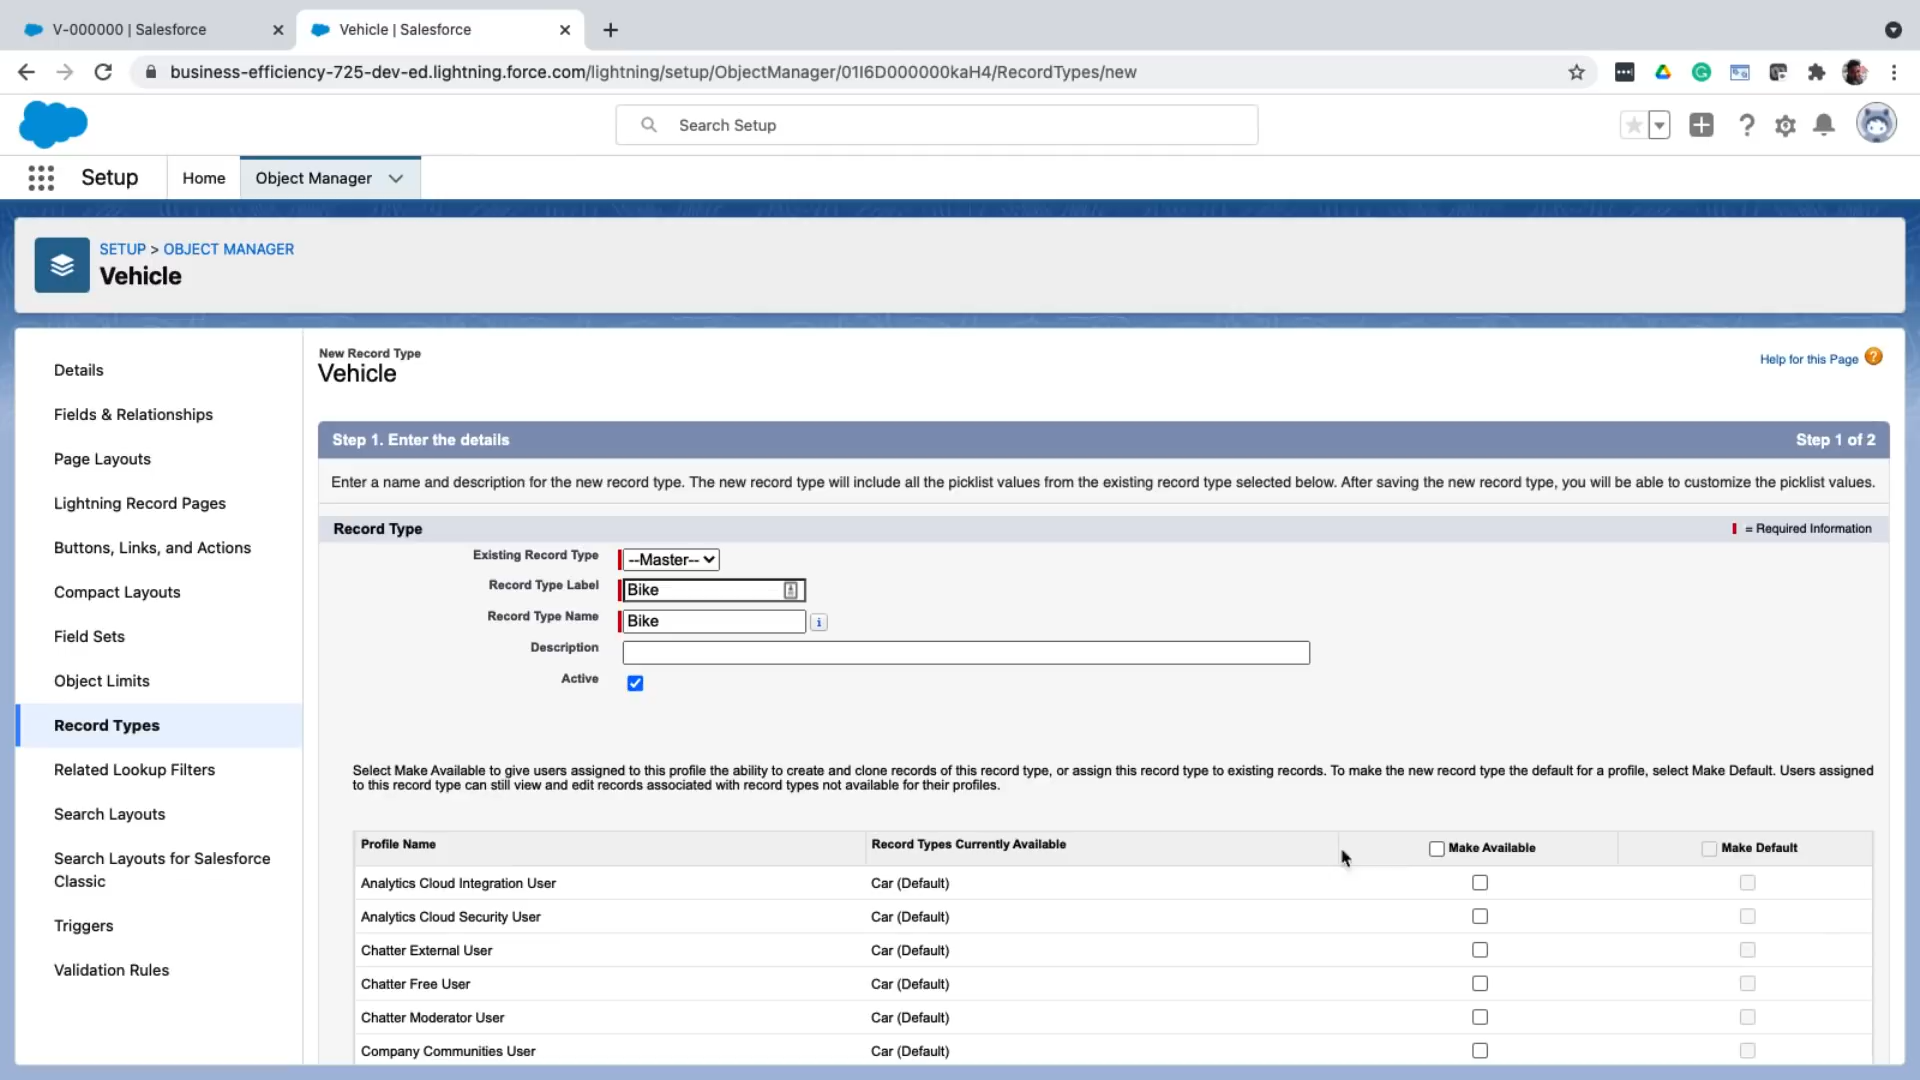 V-000000 | Salesforce
Vehicle | Salesforce
business-efficiency-725-dev-ed.lightning.force.com/lightning/setup/ObjectManager/01I6D000000kaH4/RecordTypes/new
Search Setup
Setup
Home
Object Manager
SETUP > OBJECT MANAGER
Vehicle
Details
Fields & Relationships
Page Layouts
Lightning Record Pages
Buttons, Links, and Actions
Compact Layouts
Field Sets
Object Limits
Record Types
Related Lookup Filters
Search Layouts
Search Layouts for Salesforce
Classic
Triggers
Validation Rules
New Record Type
Vehicle
Help for this Page ?
Step 1. Enter the details
Step 1 of 2
Enter a name and description for the new record type. The new record type will include all the picklist values from the existing record type selected below. After saving the new record type, you will be able to customize the picklist values.
Record Type
= Required Information
Existing Record Type --Master--
Record Type Label Bike
Record Type Name Bike i
Description
Active
Select Make Available to give users assigned to this profile the ability to create and clone records of this record type, or assign this record type to existing records. To make the new record type the default for a profile, select Make Default. Users assigned
to this record type can still view and edit records associated with record types not available for their profiles.
Profile Name Record Types Currently Available Make Available Make Default
Analytics Cloud Integration User Car (Default)
Analytics Cloud Security User Car (Default)
Chatter External User Car (Default)
Chatter Free User Car (Default)
Chatter Moderator User Car (Default)
Company Communities User Car (Default)